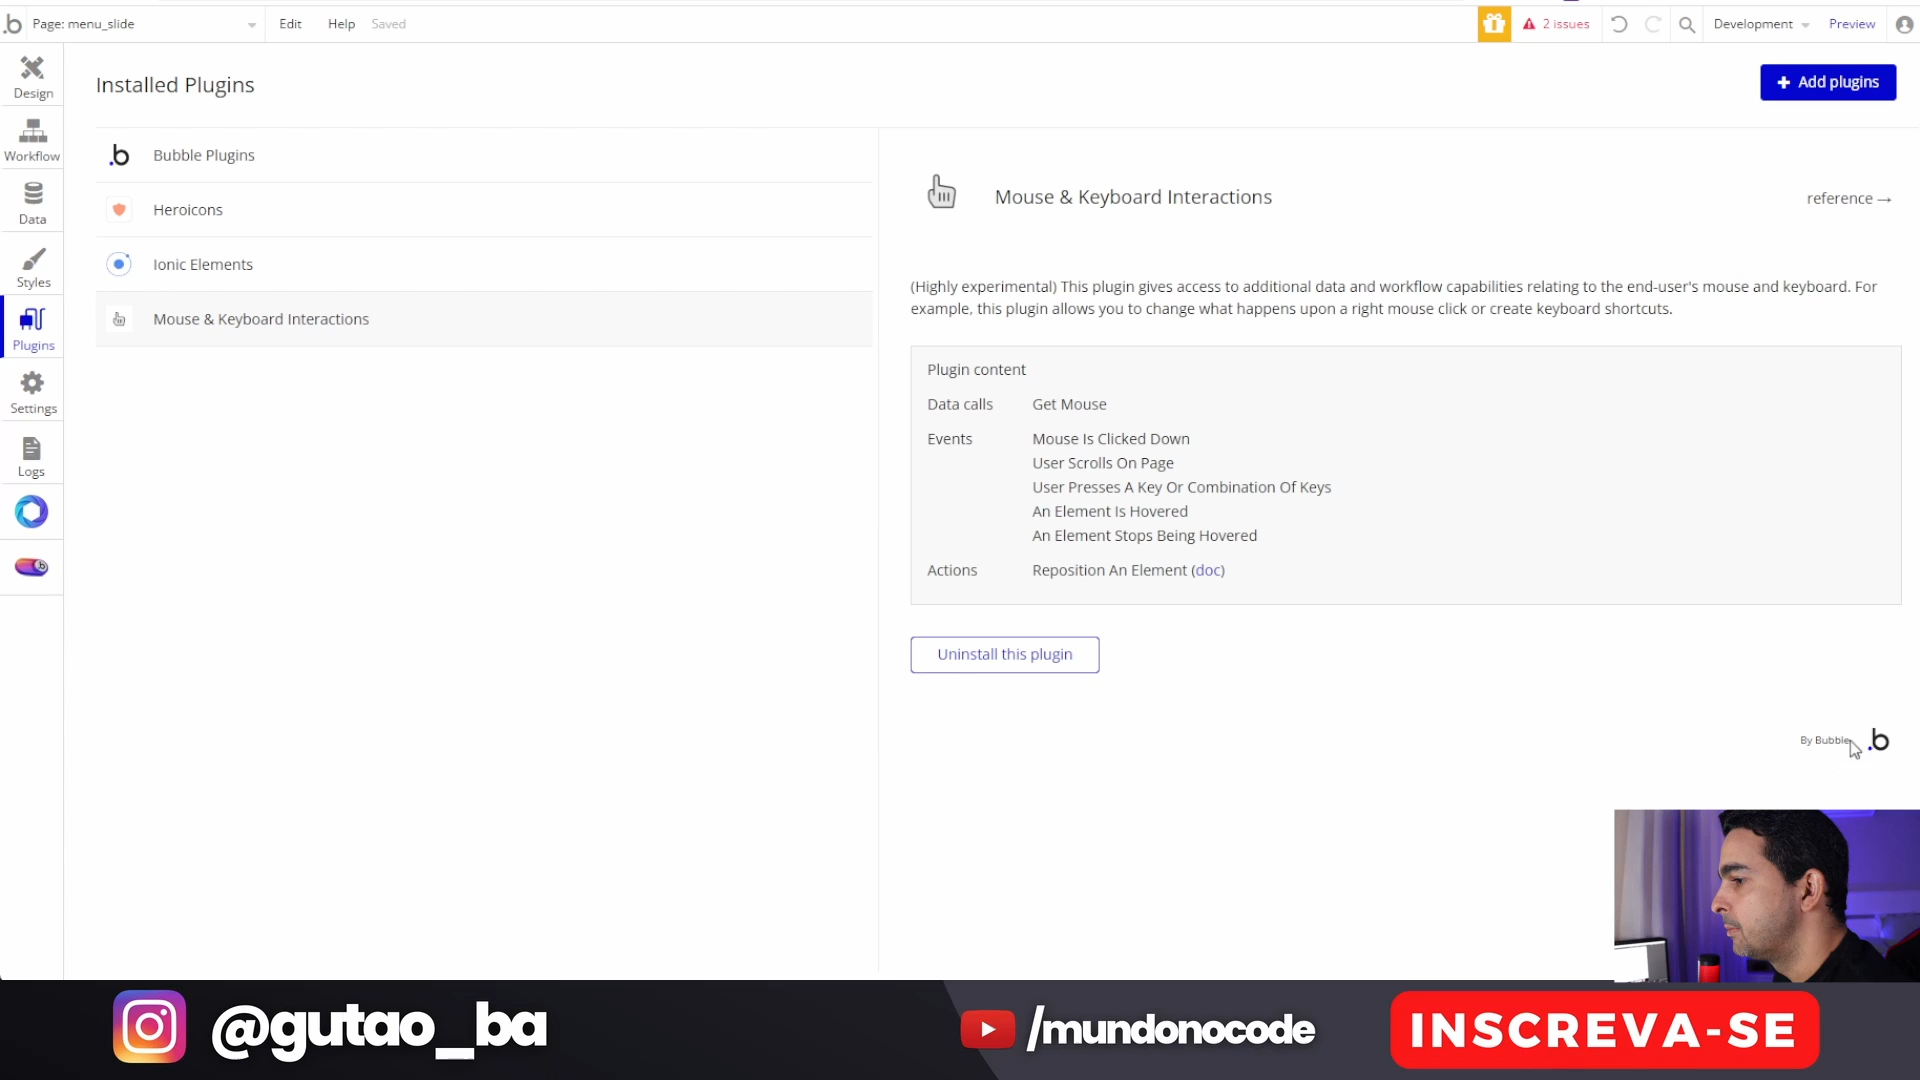 Page: menu_slide
Edit
Help
Saved
2 issues
Development
Preview
Design
Workflow
Data
Styles
Plugins
Settings
Logs
Installed Plugins
+ Add plugins
Bubble Plugins
Heroicons
Ionic Elements
Mouse & Keyboard Interactions
Mouse & Keyboard Interactions
reference →
(Highly experimental) This plugin gives access to additional data and workflow capabilities relating to the end-user's mouse and keyboard. For
example, this plugin allows you to change what happens upon a right mouse click or create keyboard shortcuts.
Plugin content
Data calls Get Mouse
Events Mouse Is Clicked Down
User Scrolls On Page
User Presses A Key Or Combination Of Keys
An Element Is Hovered
An Element Stops Being Hovered
Actions Reposition An Element (doc)
Uninstall this plugin
By Bubble
.b
@gutao_ba
/mundonocode
INSCREVA-SE